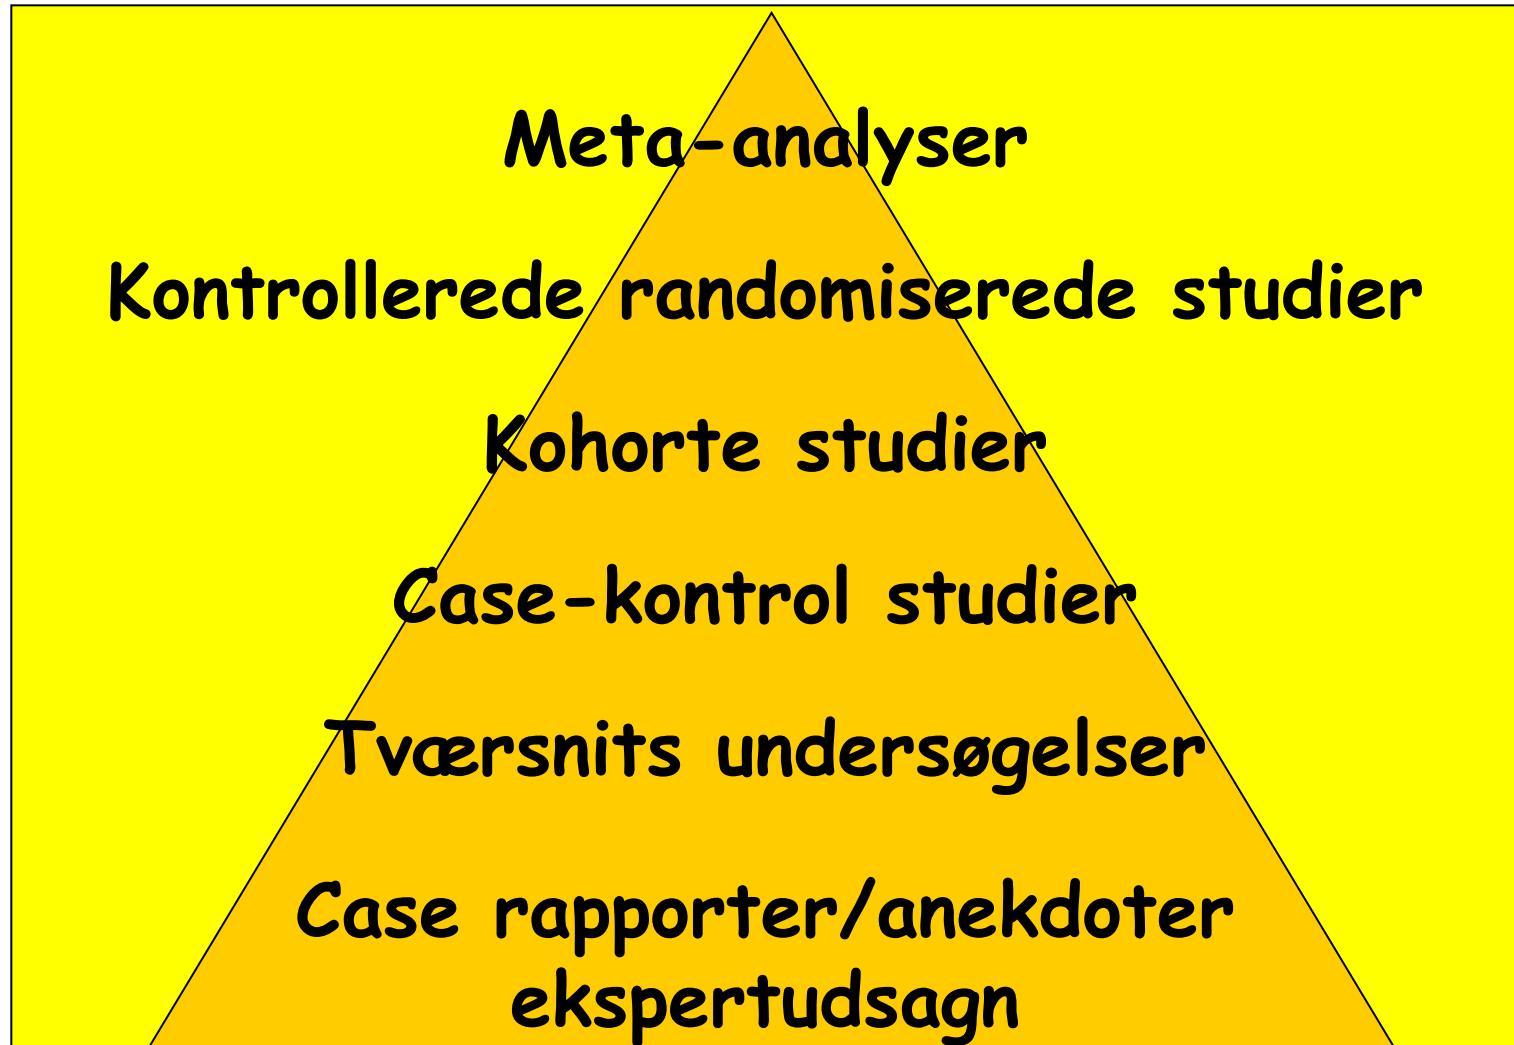 Meta-analyser
Kontrollerede randomiserede studier
Kohorte studier
Case-kontrol studier
Tværsnits undersøgelser
Case rapporter/anekdoter
ekspertudsagn